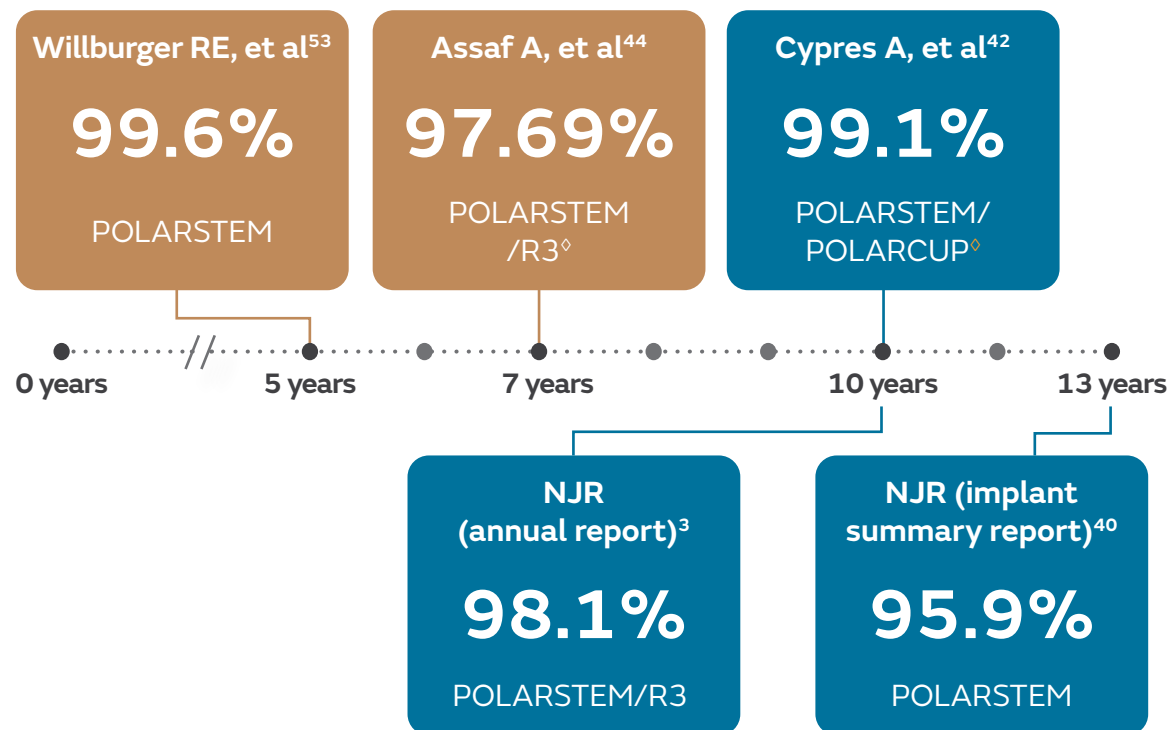 Willburger RE, et al⁵³
99.6%
POLARSTEM
Assaf A, et al⁴⁴
97.69%
POLARSTEM
/R3◊
Cypres A, et al⁴²
99.1%
POLARSTEM/
POLARCUP◊
0 years
5 years
7 years
10 years
13 years
NJR
(annual report)³
98.1%
POLARSTEM/R3
NJR (implant
summary report)⁴⁰
95.9%
POLARSTEM